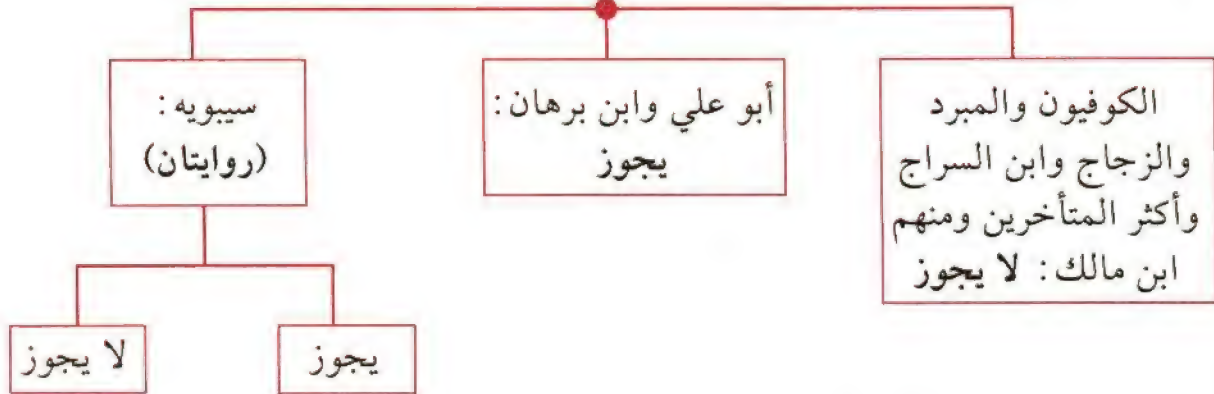 الكوفيون والمبرد
والزجاج وابن السراج
وأكثر المتأخرين ومنهم
ابن مالك: لا يجوز
أبو علي وابن برهان:
يجوز
سيبويه:
(روايتان)
يجوز
لا يجوز